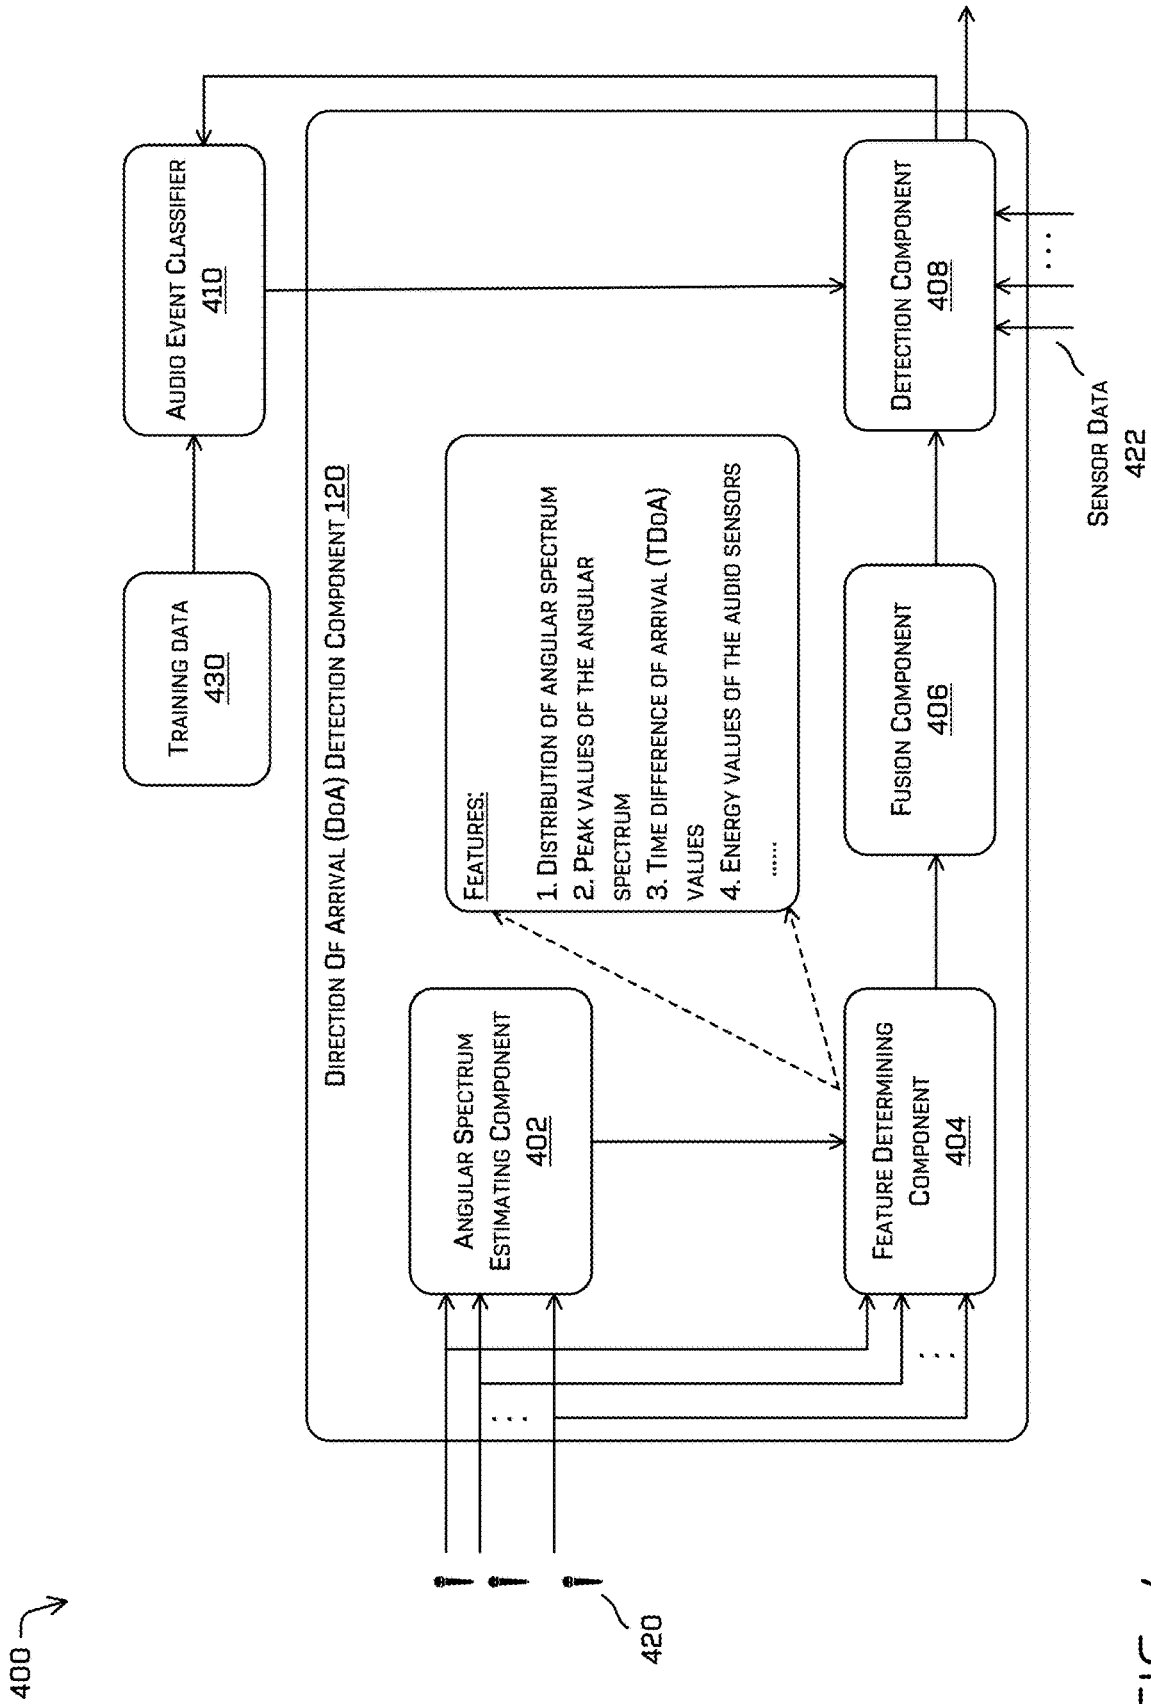 400
Training data
430
Audio Event Classifier
410
Direction Of Arrival (DoA) Detection Component 120
Angular Spectrum
Estimating Component
402
Features:
1. Distribution of angular spectrum
2. Peak values of the angular
spectrum
3. Time difference of arrival (TDoA)
values
4. Energy values of the audio sensors
......
. . .
420
Feature Determining
Component
404
. . .
Fusion Component
406
Detection Component
408
. . . .
Sensor Data
422